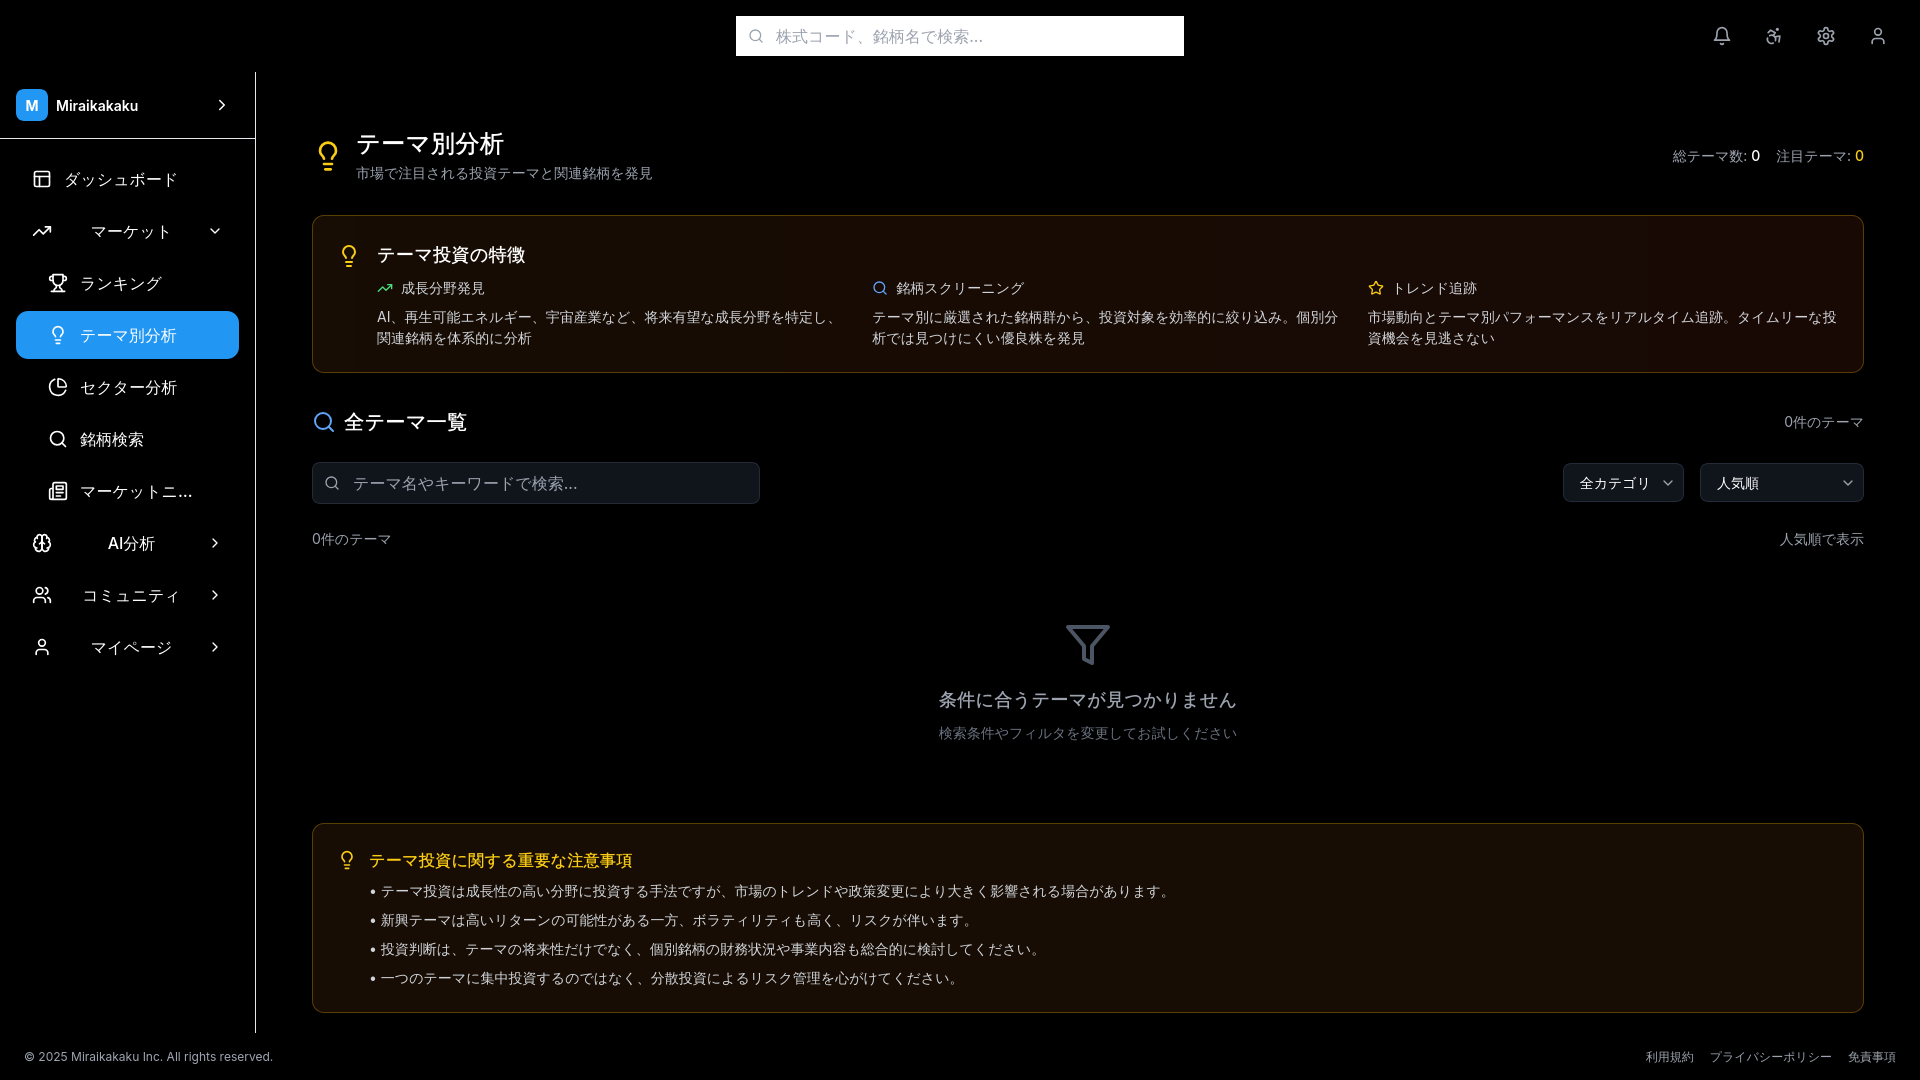 株式コード、銘柄名で検索...
M Miraikakaku
ダッシュボード
マーケット
ランキング
テーマ別分析
セクター分析
銘柄検索
マーケットニ...
AI分析
コミュニティ
マイページ
テーマ別分析
市場で注目される投資テーマと関連銘柄を発見
総テーマ数: 0 注目テーマ: 0
テーマ投資の特徴
成長分野発見
AI、再生可能エネルギー、宇宙産業など、将来有望な成長分野を特定し、
関連銘柄を体系的に分析
銘柄スクリーニング
テーマ別に厳選された銘柄群から、投資対象を効率的に絞り込み。個別分
析では見つけにくい優良株を発見
トレンド追跡
市場動向とテーマ別パフォーマンスをリアルタイム追跡。タイムリーな投
資機会を見逃さない
全テーマ一覧
0件のテーマ
テーマ名やキーワードで検索...
全カテゴリ
人気順
0件のテーマ
人気順で表示
条件に合うテーマが見つかりません
検索条件やフィルタを変更してお試しください
テーマ投資に関する重要な注意事項
• テーマ投資は成長性の高い分野に投資する手法ですが、市場のトレンドや政策変更により大きく影響される場合があります。
• 新興テーマは高いリターンの可能性がある一方、ボラティリティも高く、リスクが伴います。
• 投資判断は、テーマの将来性だけでなく、個別銘柄の財務状況や事業内容も総合的に検討してください。
• 一つのテーマに集中投資するのではなく、分散投資によるリスク管理を心がけてください。
© 2025 Miraikakaku Inc. All rights reserved.
利用規約 プライバシーポリシー 免責事項